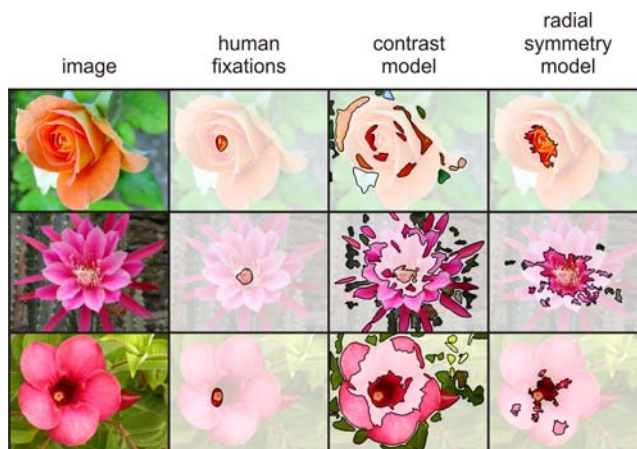 image
human
fixations
contrast
model
radial
symmetry
model